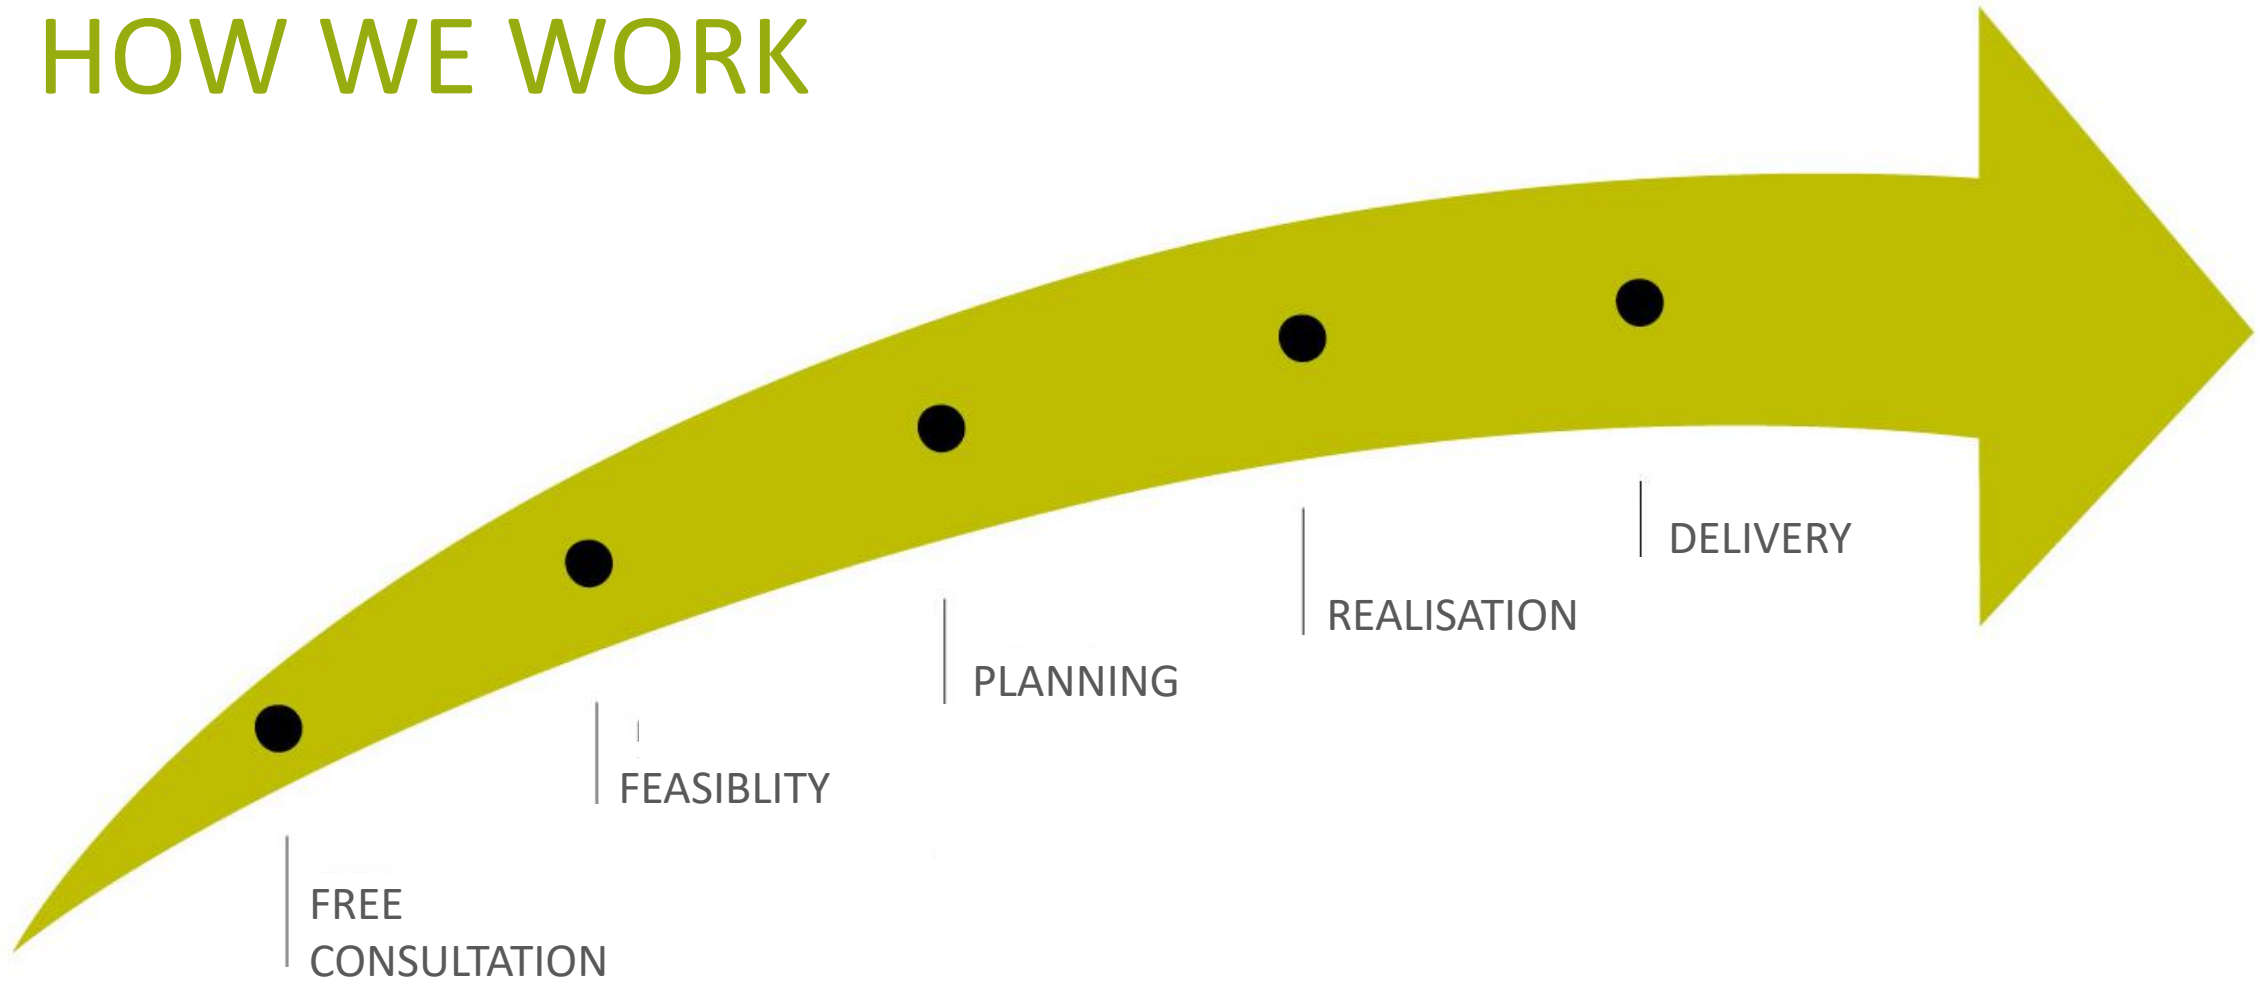 HOW WE WORK
FREE
CONSULTATION
FEASIBLITY
PLANNING
REALISATION
DELIVERY